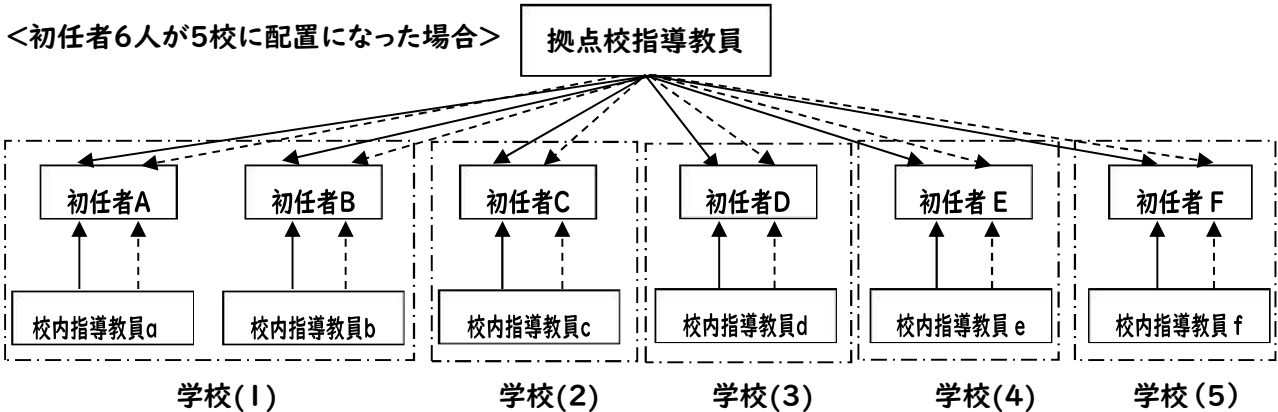 <初任者6人が5校に配置になった場合>
拠点校指導教員
初任者A
初任者B
初任者C
初任者D
初任者E
初任者F
校内指導教員a
校内指導教員b
校内指導教員c
校内指導教員d
校内指導教員e
校内指導教員f
学校(1)
学校(2)
学校(3)
学校(4)
学校(5)